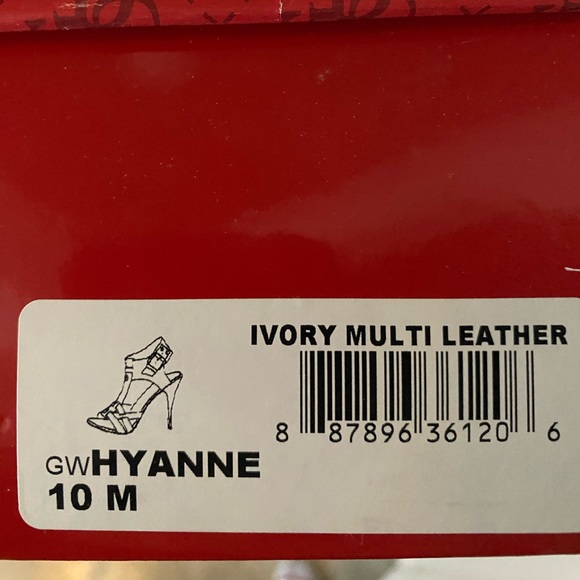 IVORY MULTI LEATHER
8 87896 36120 6
GWHYANNE
10 M